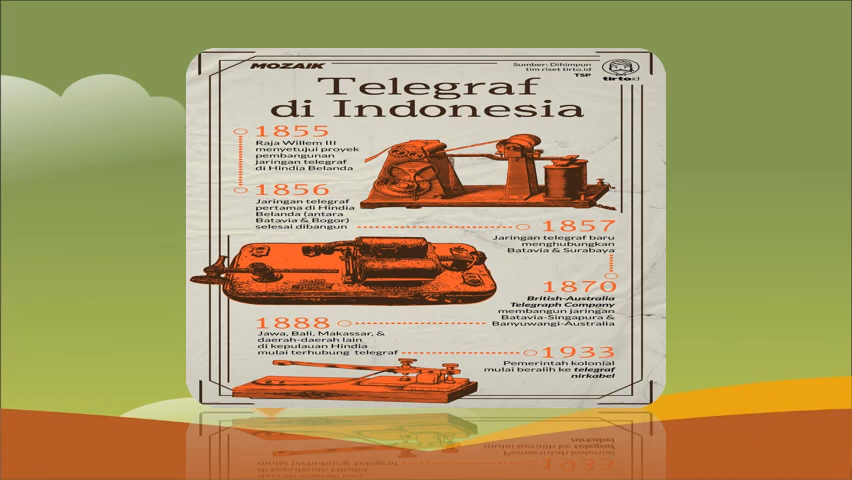 MOZAIK
Sumber: Dihimpun
tim riset tirto.id
TSP
tirto.id
Telegraf
di Indonesia
1855
Raja Willem III
menyetujui proyek
pembangunan
jaringan telegraf
di Hindia Belanda
1856
Jaringan telegraf
pertama di Hindia
Belanda (antara
Batavia & Bogor)
selesai dibangun
1857
Jaringan telegraf baru
menghubungkan
Batavia & Surabaya
1870
British-Australia
Telegraph Company
membangun jaringan
Batavia-Singapura &
Banyuwangi-Australia
1888
Jawa, Bali, Makassar, &
daerah-daerah lain
di kepulauan Hindia
mulai terhubung telegraf
1933
Pemerintah kolonial
mulai beralih ke telegraf
nirkabel